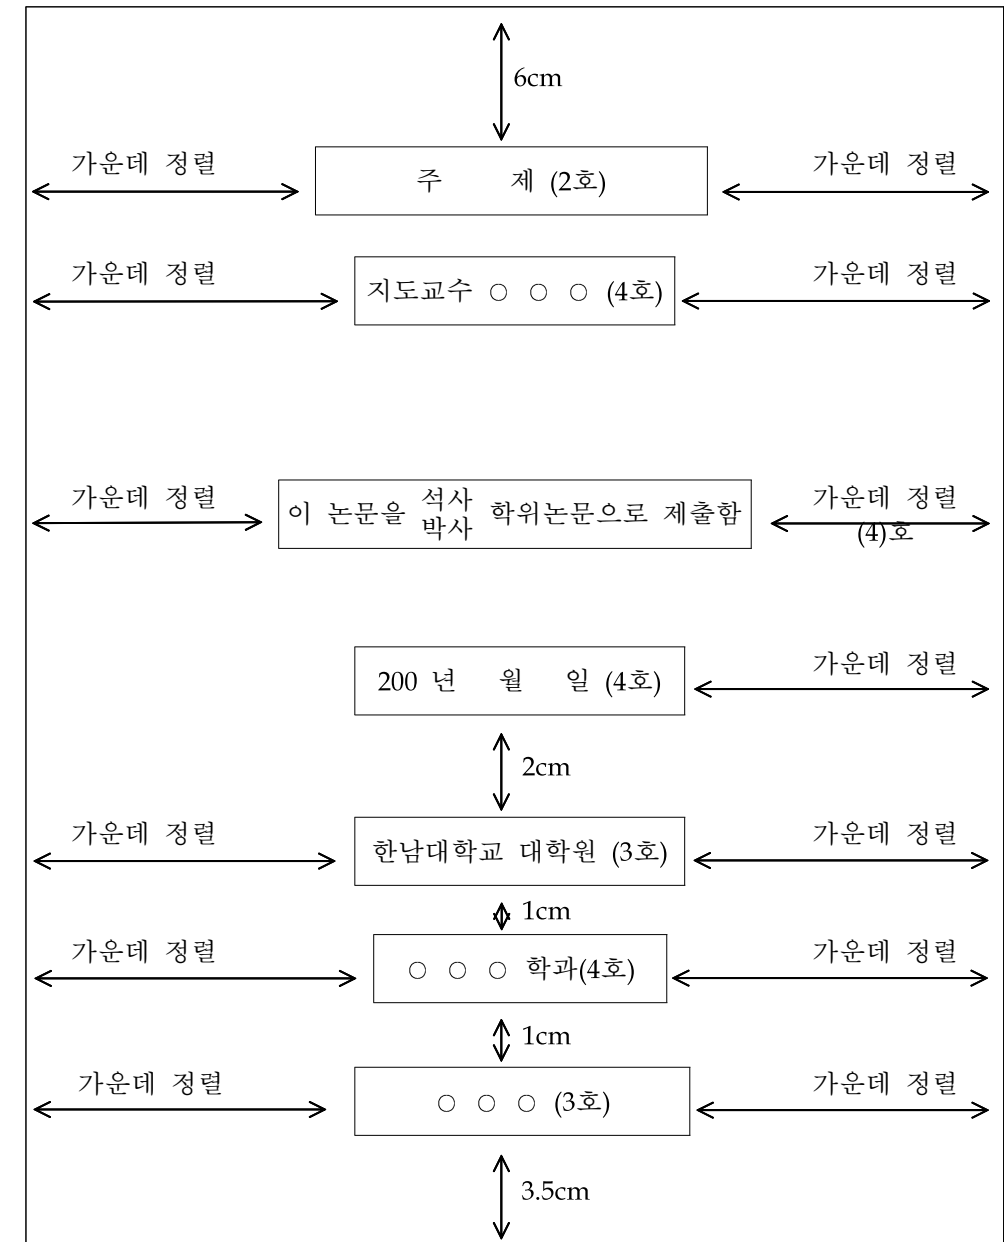 6cm
가운데 정렬 주 제 (2호) 가운데 정렬
가운데 정렬 지도교수 ○ ○ ○ (4호) 가운데 정렬
가운데 정렬 이 논문을 석사 학위논문으로 제출함 가운데 정렬
박사 (4)호
200 년 월 일 (4호) 가운데 정렬
2cm
가운데 정렬 한남대학교 대학원 (3호) 가운데 정렬
1cm
가운데 정렬 ○ ○ ○ 학과(4호) 가운데 정렬
1cm
가운데 정렬 ○ ○ ○ (3호) 가운데 정렬
3.5cm